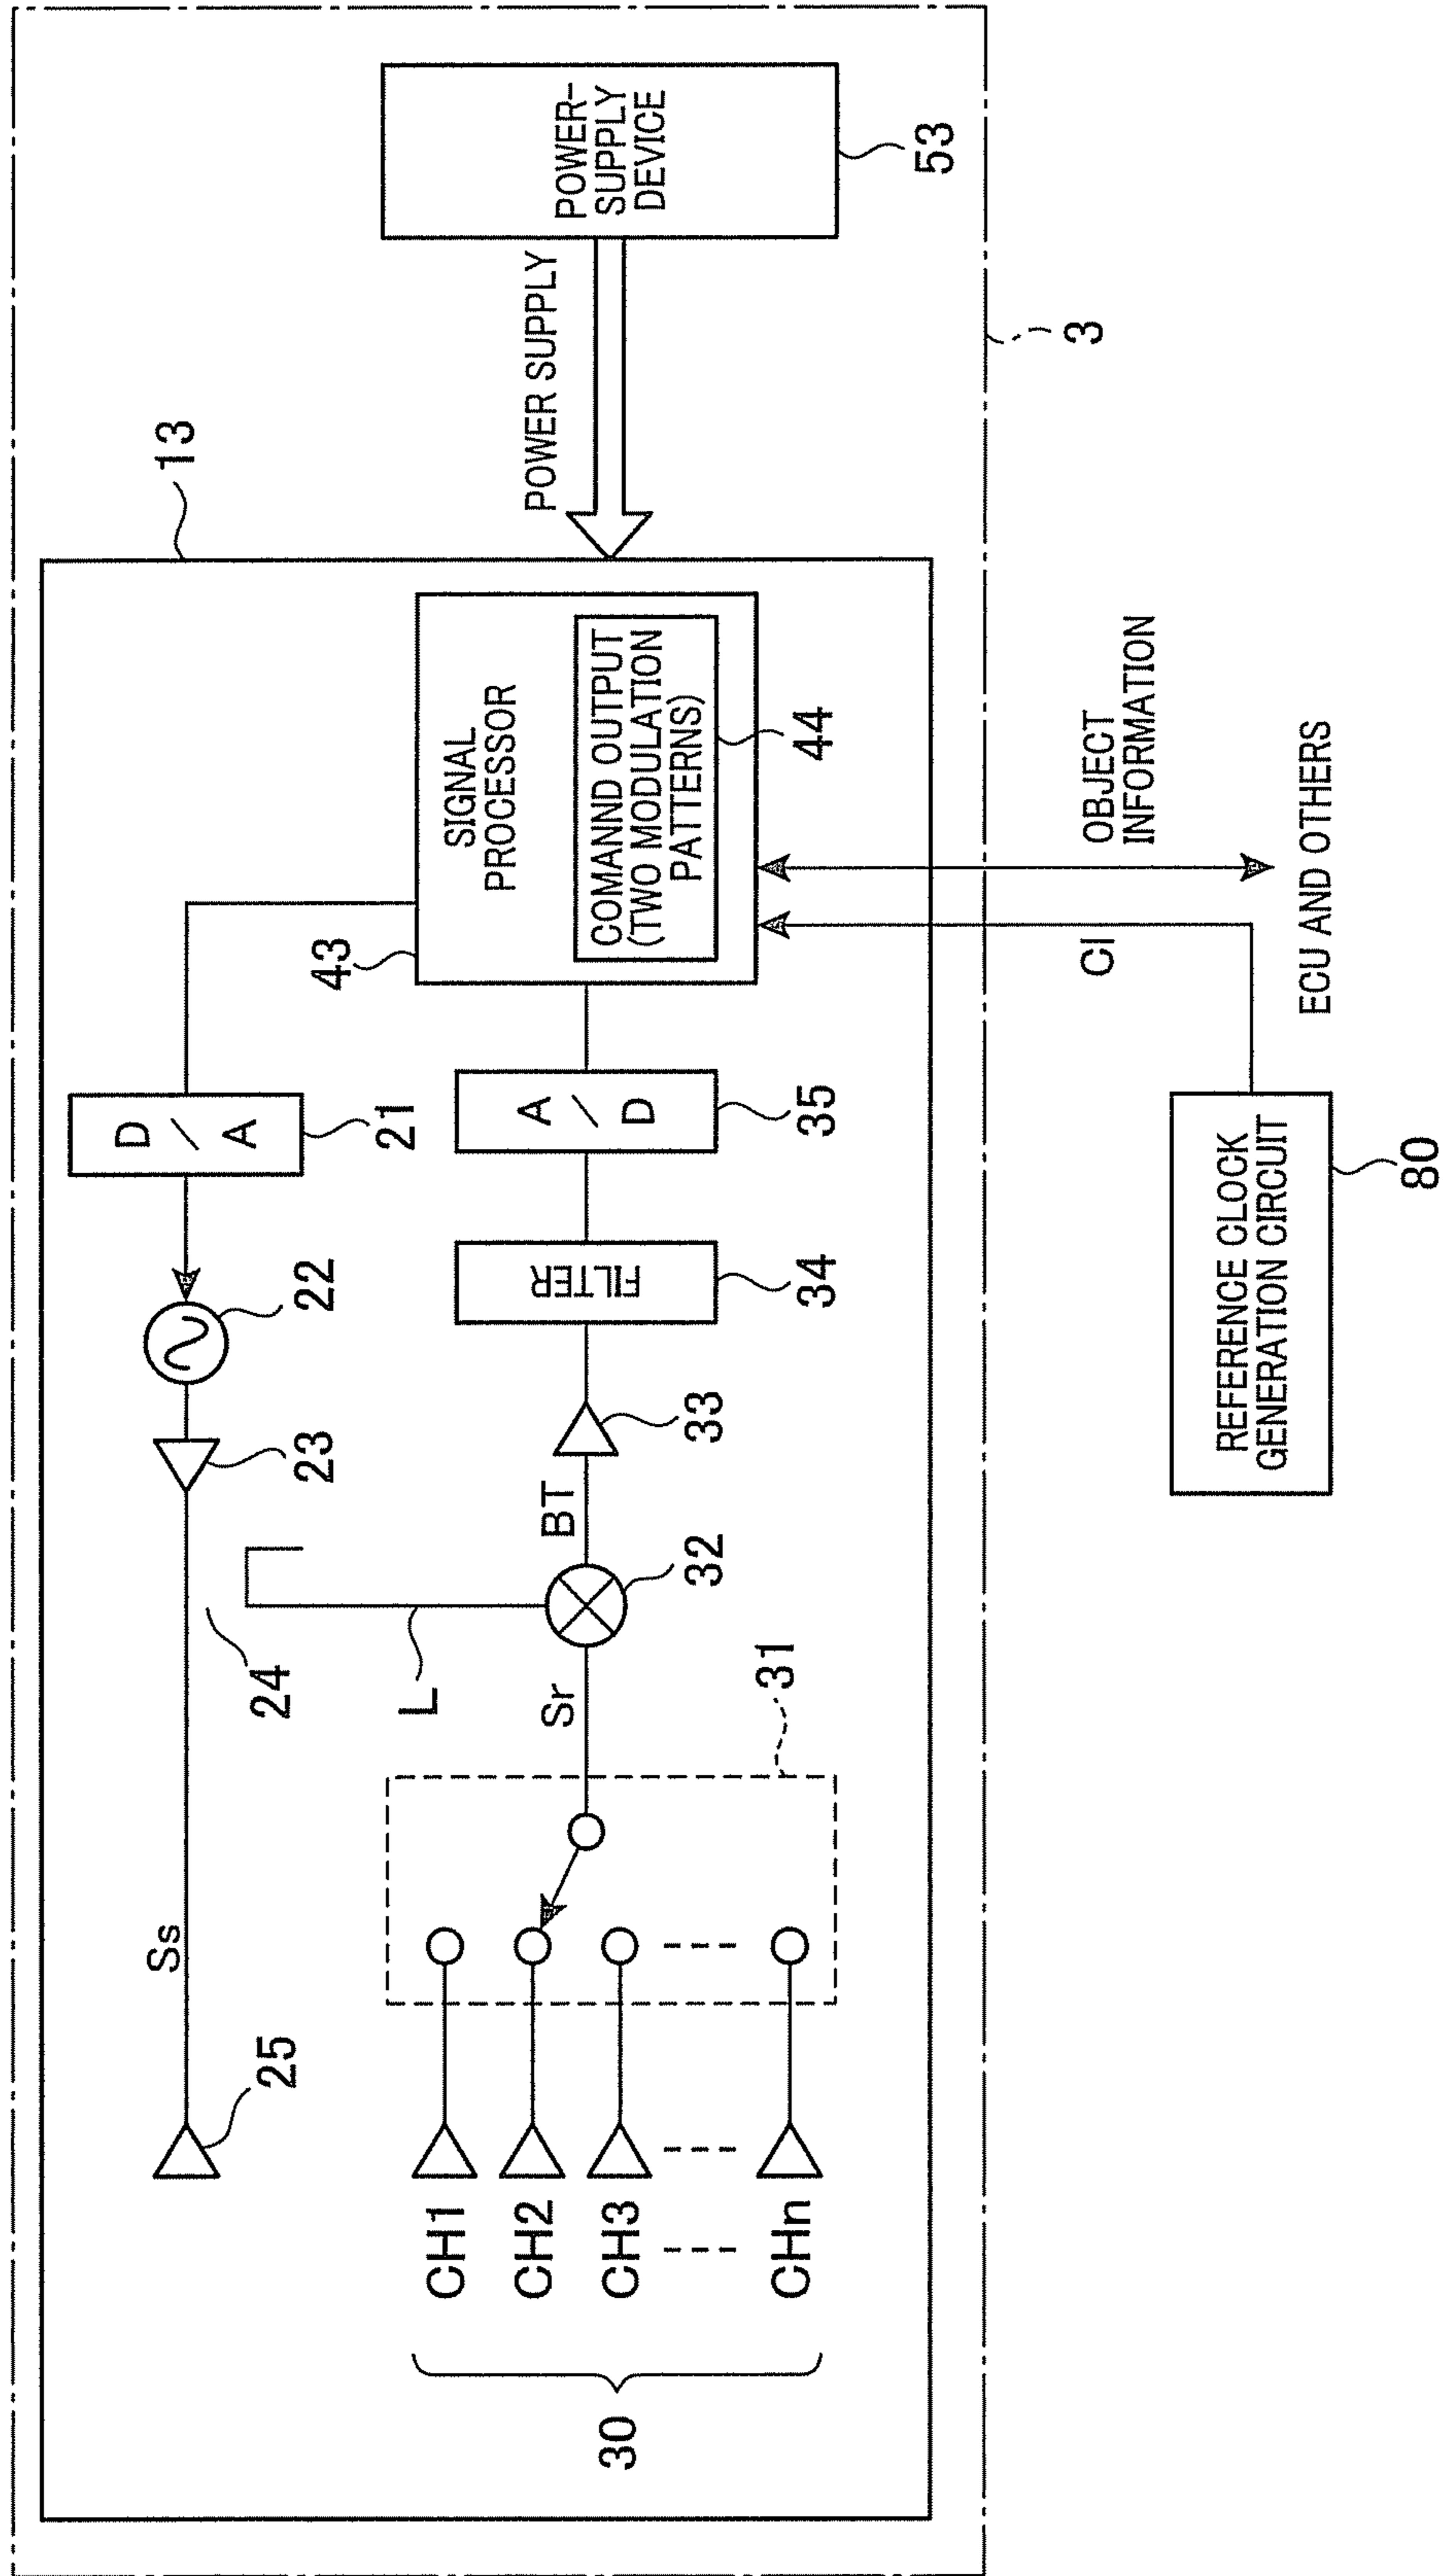 3
13
25
Ss
24
23
22
21
D
/
A
43
SIGNAL
PROCESSOR
COMANND OUTPUT
(TWO MODULATION
PATTERNS)
44
POWER SUPPLY
POWER-
SUPPLY
DEVICE
53
30
CH1
CH2
CH3
CHn
31
Sr
L
32
BT
33
FILTER
34
A
/
D
35
CI
OBJECT
INFORMATION
ECU AND OTHERS
REFERENCE CLOCK
GENERATION CIRCUIT
80